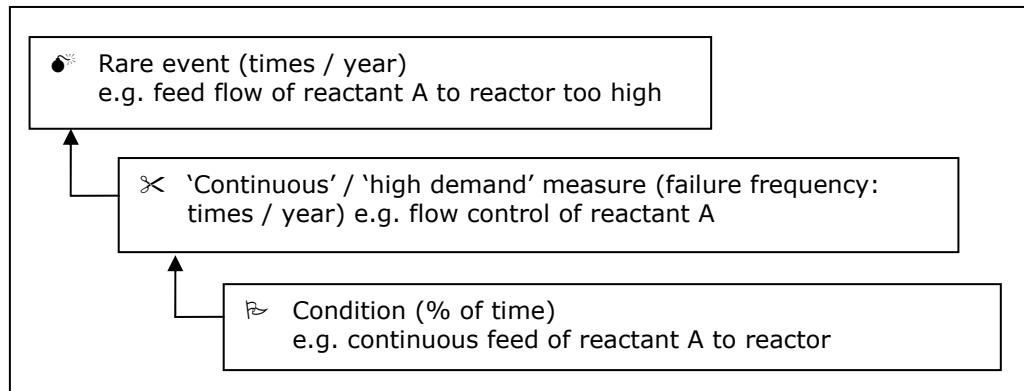 Rare event (times / year)
e.g. feed flow of reactant A to reactor too high
‘Continuous’ / ‘high demand’ measure (failure frequency:
times / year) e.g. flow control of reactant A
Condition (% of time)
e.g. continuous feed of reactant A to reactor